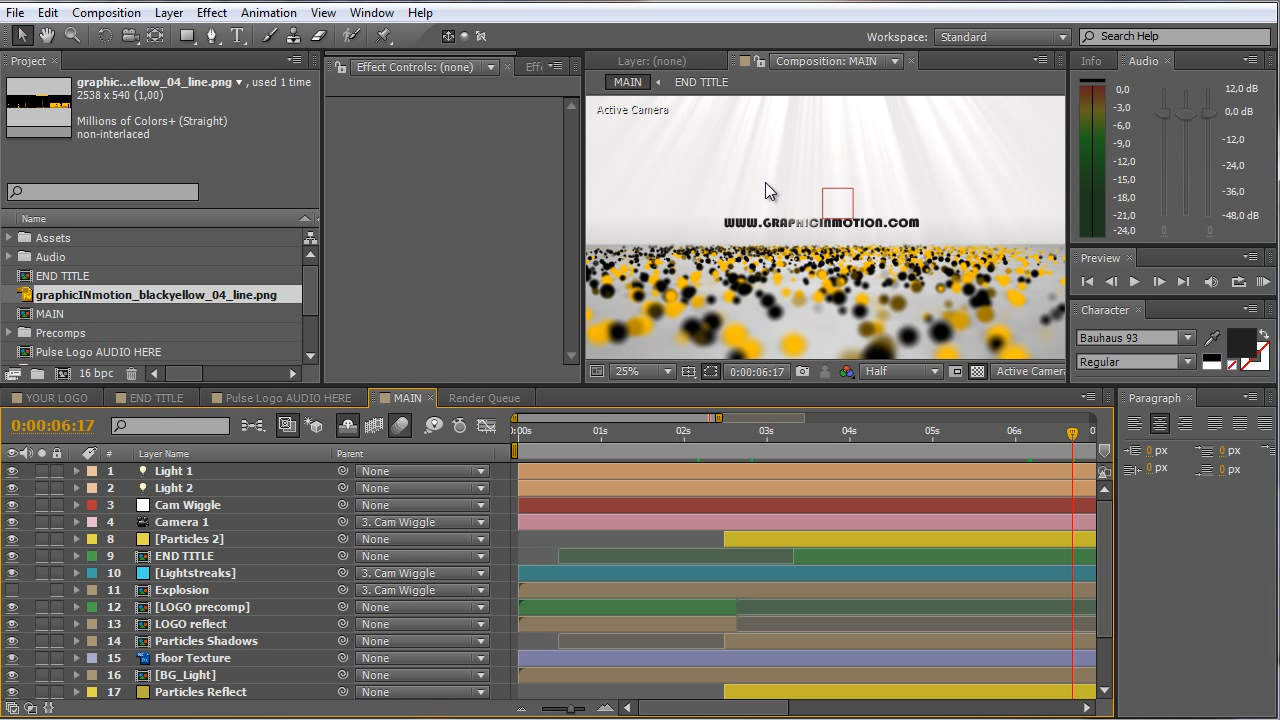 File Edit Composition Layer Effect Animation View Window Help
Workspace: Standard Search Help
Project
graphic...ellow_04_line.png ▾ , used 1 time
2538 x 540 (1,00)
Millions of Colors+ (Straight)
non-interlaced
Name
Assets
Audio
END TITLE
graphicINmotion_blackyellow_04_line.png
MAIN
Precomps
Pulse Logo AUDIO HERE
16 bpc
Effect Controls: (none) Effe
Layer: (none) Composition: MAIN
MAIN END TITLE
Active Camera
WWW.GRAPHICINMOTION.COM
25% 0:00:06:17 Half Active Camera
Info Audio
0,0
-3,0
-6,0
-9,0
-12,0
-15,0
-18,0
-21,0
-24,0
12,0 dB
0,0 dB
-12,0
-24,0
-36,0
-48,0 dB
0 0
Preview
Character
Bauhaus 93
Regular
YOUR LOGO END TITLE Pulse Logo AUDIO HERE MAIN Render Queue
0:00:06:17
0:00s 01s 02s 03s 04s 05s 06s 0
# Layer Name Parent
1 Light 1 None
2 Light 2 None
3 Cam Wiggle None
4 Camera 1 3. Cam Wiggle
8 [Particles 2] None
9 END TITLE None
10 [Lightstreaks] 3. Cam Wiggle
11 Explosion 3. Cam Wiggle
12 [LOGO precomp] None
13 LOGO reflect None
14 Particles Shadows None
15 Floor Texture None
16 [BG_Light] None
17 Particles Reflect None
Paragraph
0 px 0 px
0 px 0 px